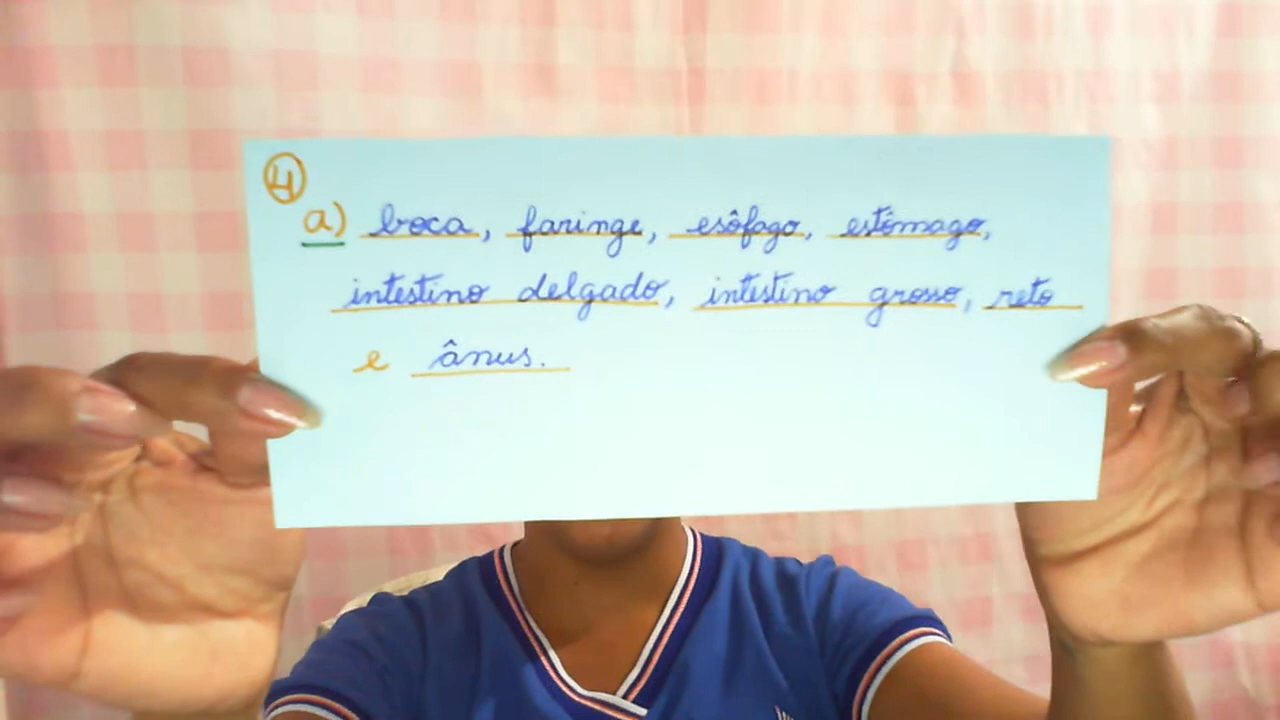 4
a) boca, faringe, esôfago, estômago,
intestino delgado, intestino grosso, reto
e ânus.